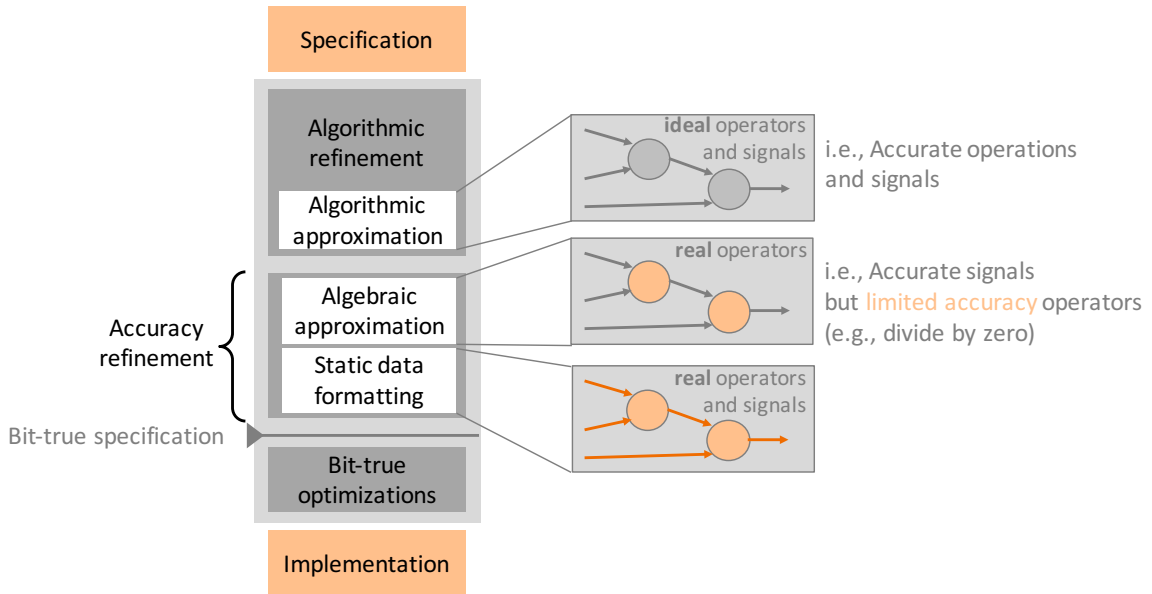 Specification
Algorithmic
refinement
Algorithmic
approximation
ideal operators
and signals
i.e., Accurate operations
and signals
Accuracy
refinement
Algebraic
approximation
real operators
i.e., Accurate signals
but limited accuracy operators
(e.g., divide by zero)
Static data
formatting
real operators
and signals
Bit-true specification
Bit-true
optimizations
Implementation